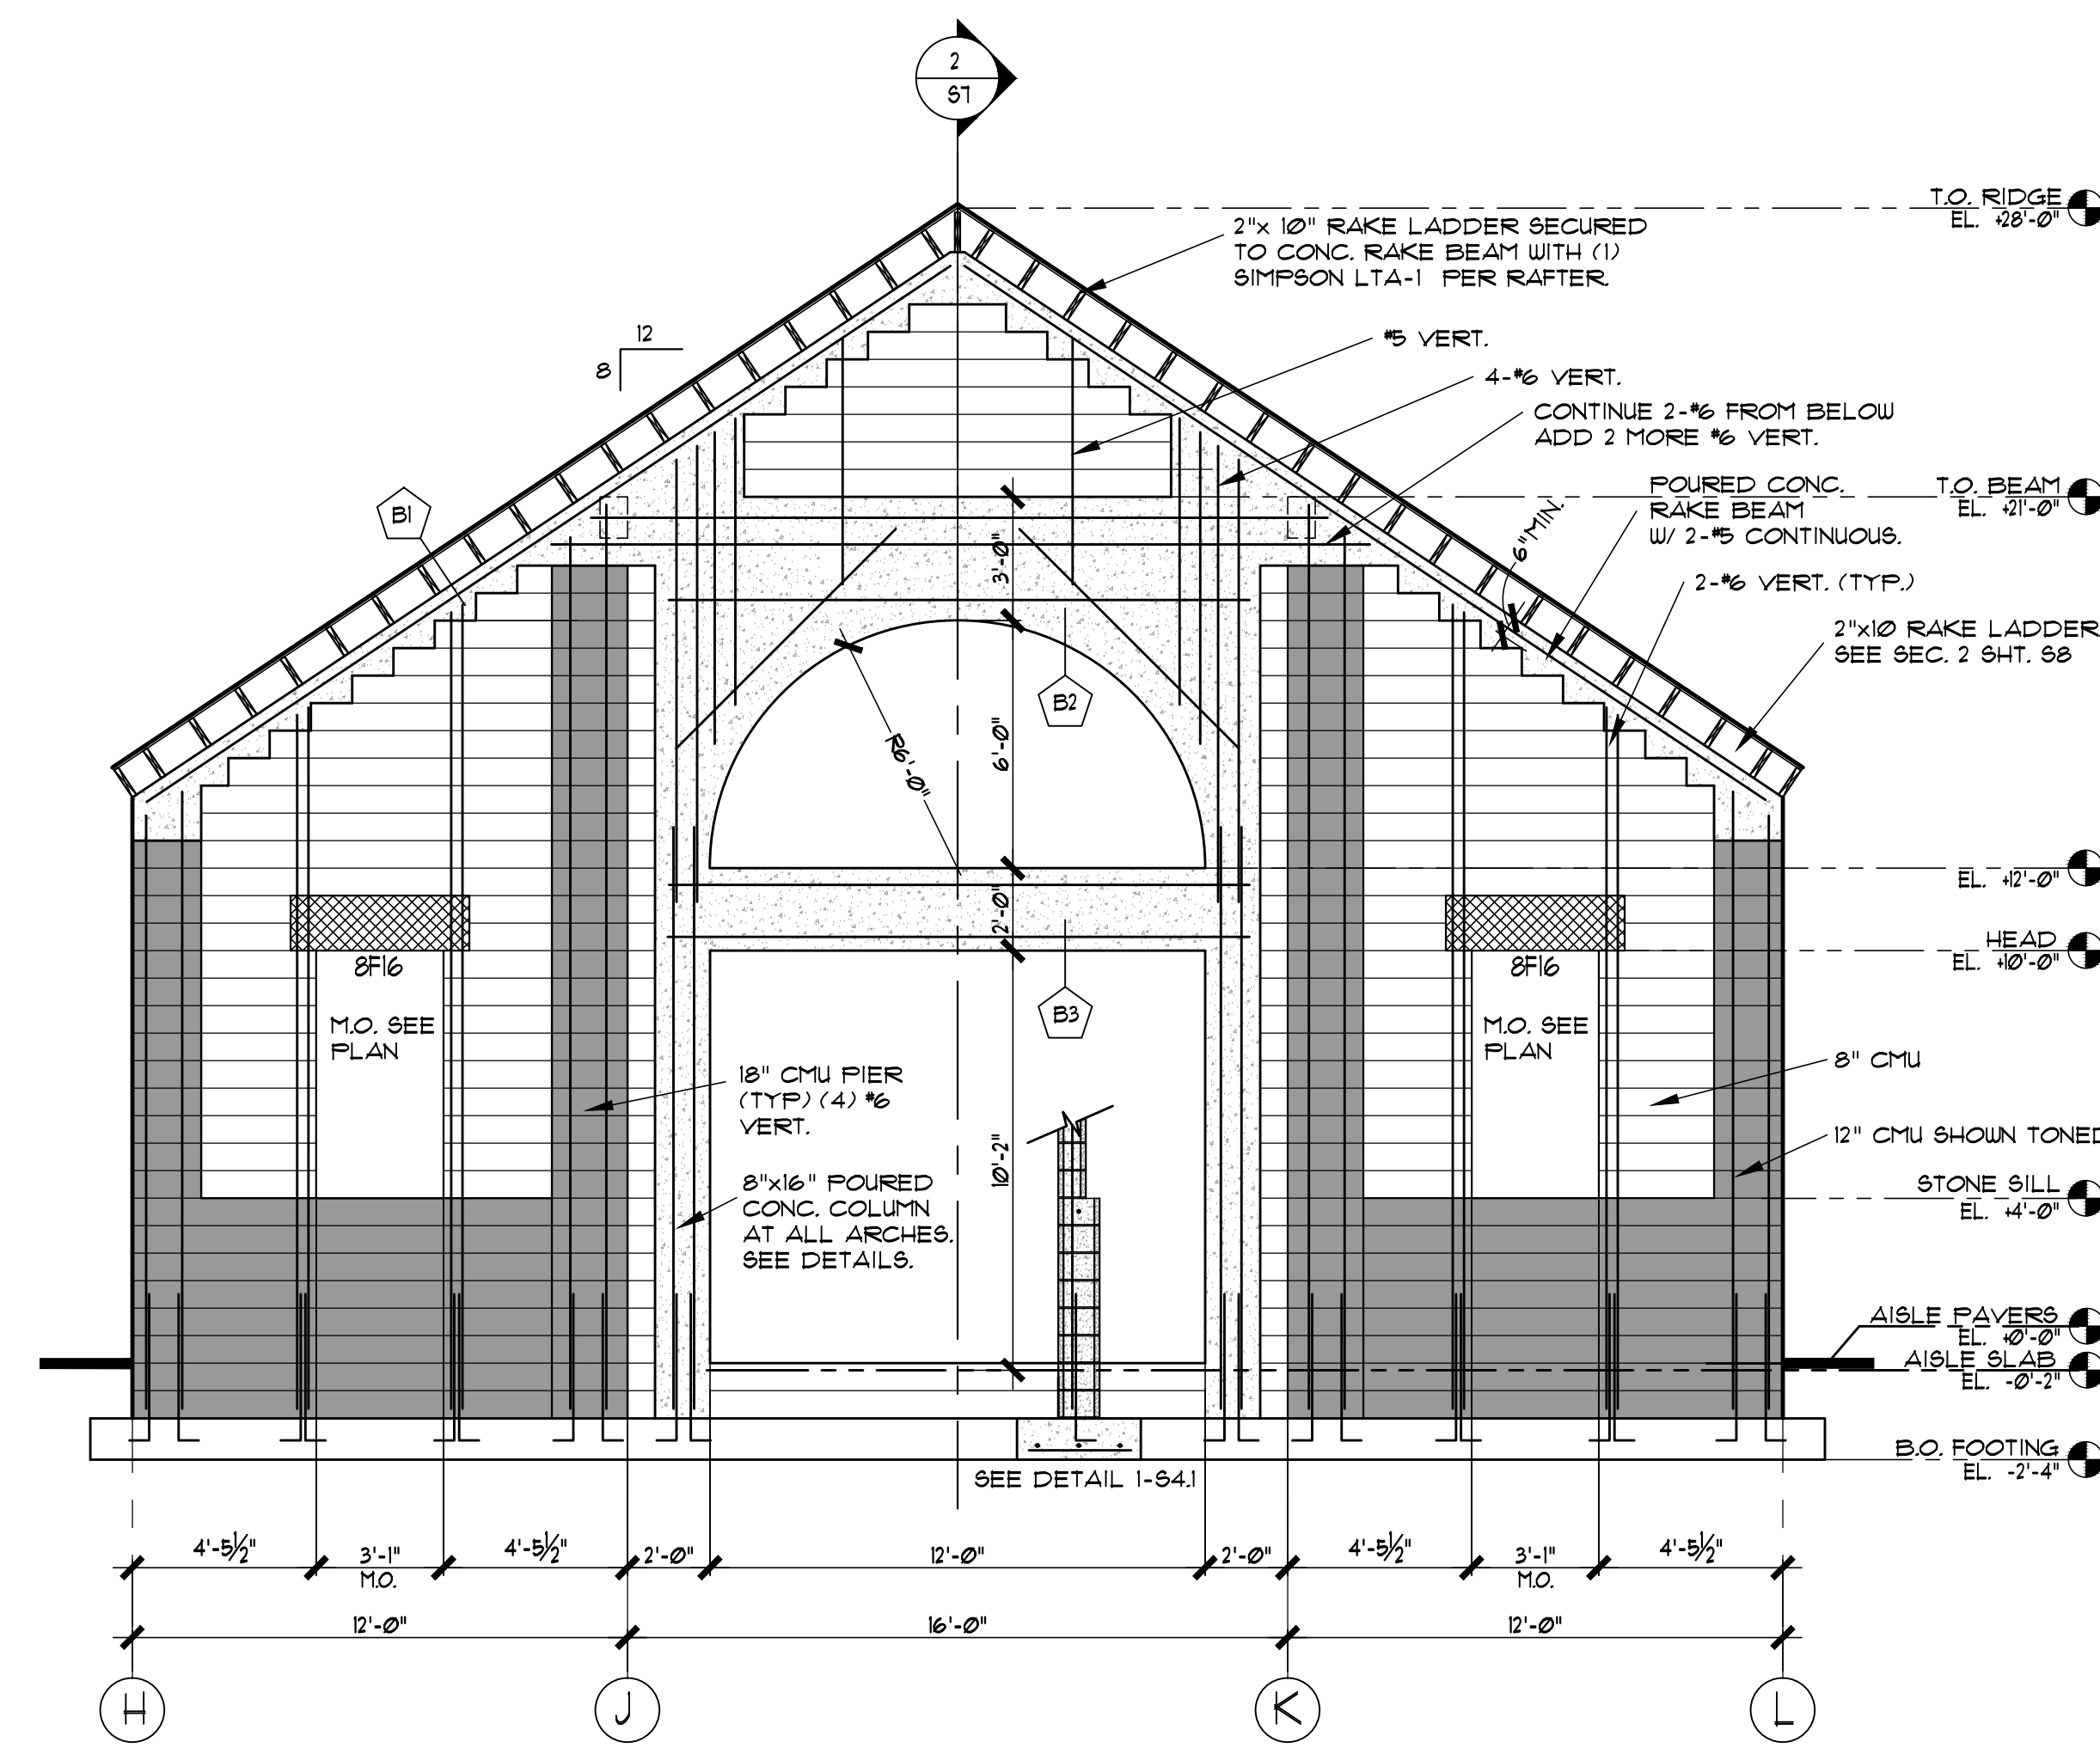 2
S7
T.O. RIDGE
EL. +28'-0"
2"x 10" RAKE LADDER SECURED
TO CONC. RAKE BEAM WITH (1)
SIMPSON LTA-1 PER RAFTER.
12
8
#5 VERT.
4-#6 VERT.
CONTINUE 2-#6 FROM BELOW
ADD 2 MORE #6 VERT.
POURED CONC.
RAKE BEAM
W/ 2-#5 CONTINUOUS.
T.O. BEAM
EL. +21'-0"
B1
6" MIN.
3'-0"
2-#6 VERT. (TYP.)
2"x10 RAKE LADDER
SEE SEC. 2 SHT. S8
B2
R6'-0"
6'-0"
EL. +12'-0"
2'-0"
HEAD
EL. +10'-0"
8F16
8F16
M.O. SEE
PLAN
M.O. SEE
PLAN
B3
8" CMU
18" CMU PIER
(TYP) (4) #6
VERT.
12" CMU SHOWN TONED
10'-2"
8"x16" POURED
CONC. COLUMN
AT ALL ARCHES.
SEE DETAILS.
STONE SILL
EL. +4'-0"
AISLE PAVERS
EL. +0'-0"
AISLE SLAB
EL. -0'-2"
B.O. FOOTING
EL. -2'-4"
SEE DETAIL 1-S4.1
4'-5½"
3'-1"
M.O.
4'-5½"
2'-0"
12'-0"
2'-0"
4'-5½"
3'-1"
M.O.
4'-5½"
12'-0"
16'-0"
12'-0"
H
J
K
L